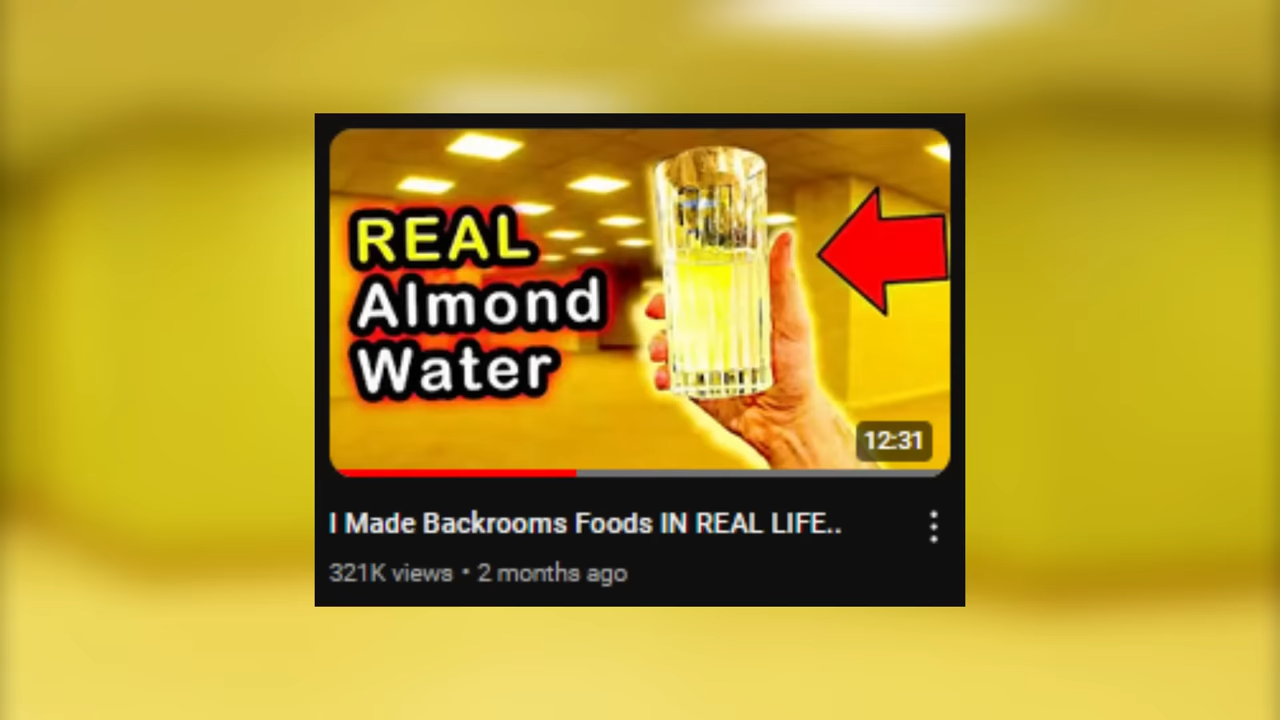 REAL
Almond
Water
12:31
I Made Backrooms Foods IN REAL LIFE..
321K views • 2 months ago